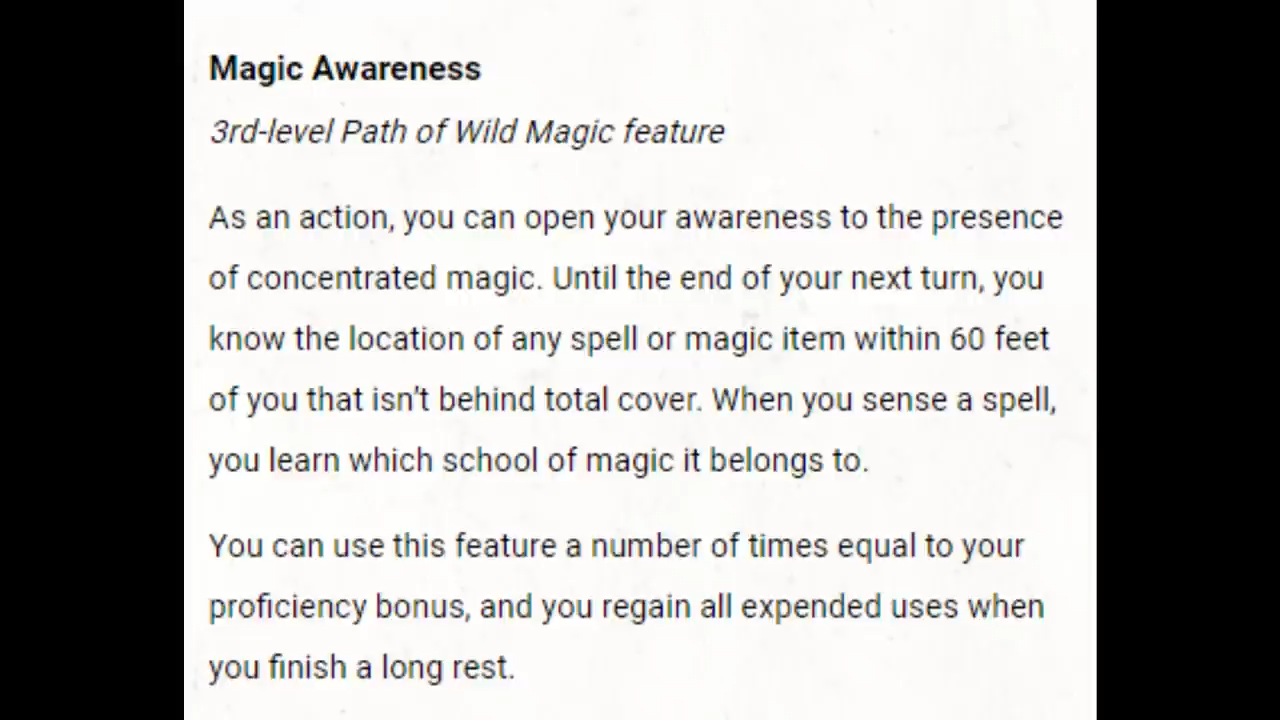 Magic Awareness
3rd-level Path of Wild Magic feature
As an action, you can open your awareness to the presence
of concentrated magic. Until the end of your next turn, you
know the location of any spell or magic item within 60 feet
of you that isn't behind total cover. When you sense a spell,
you learn which school of magic it belongs to.
You can use this feature a number of times equal to your
proficiency bonus, and you regain all expended uses when
you finish a long rest.